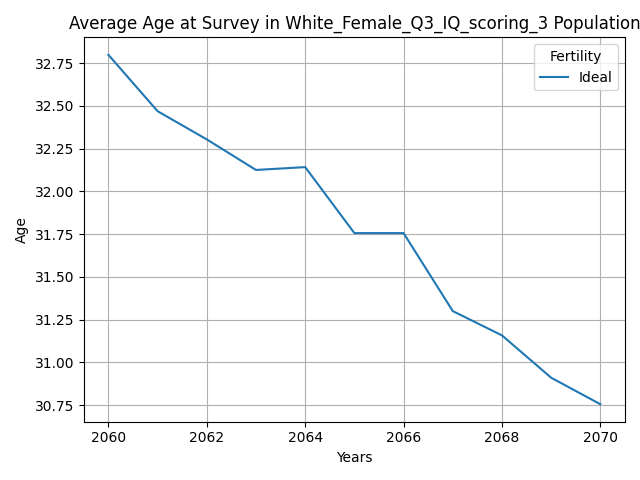 Average Age at Survey in White_Female_Q3_IQ_scoring_3 Population
Fertility
Ideal
32.75
32.50
32.25
32.00
31.75
31.50
31.25
31.00
30.75
Age
2060 2062 2064 2066 2068 2070
Years